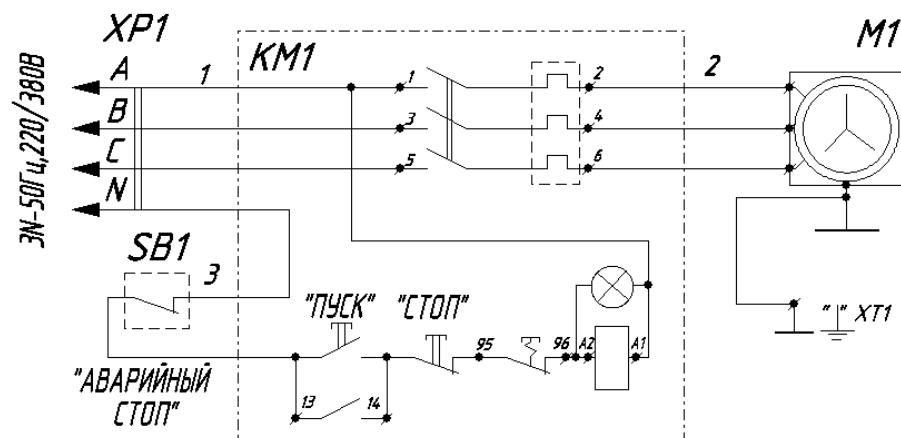 XP1
KM1
M1
3N~50Гц,220/380В
A
1
1
2
2
B
3
4
C
5
6
N
SB1
3
"ПУСК"
"СТОП"
95
96
A2
A1
"⏚" XT1
"АВАРИЙНЫЙ
СТОП"
13
14